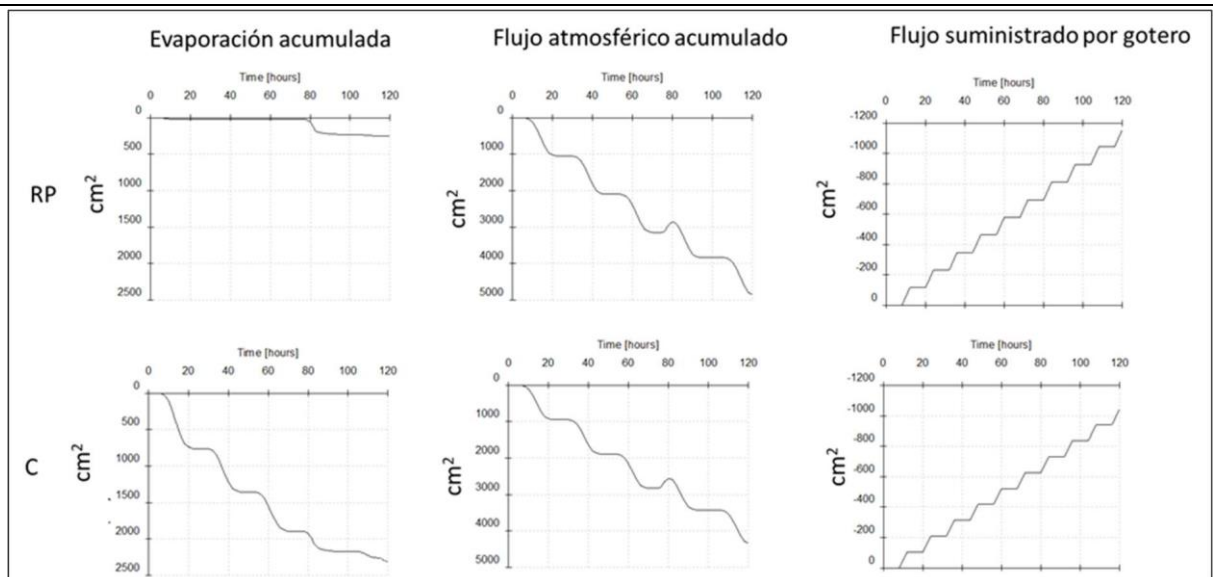 Evaporación acumulada
Flujo atmosférico acumulado
Flujo suministrado por gotero
RP
cm²
Time [hours]
0 20 40 60 80 100 120
0
500
1000
1500
2000
2500
cm²
Time [hours]
0 20 40 60 80 100 120
0
1000
2000
3000
4000
5000
cm²
Time [hours]
0 20 40 60 80 100 120
-1200
-1000
-800
-600
-400
-200
0
C
cm²
Time [hours]
0 20 40 60 80 100 120
0
500
1000
1500
2000
2500
cm²
Time [hours]
0 20 40 60 80 100 120
0
1000
2000
3000
4000
5000
cm²
Time [hours]
0 20 40 60 80 100 120
-1200
-1000
-800
-600
-400
-200
0